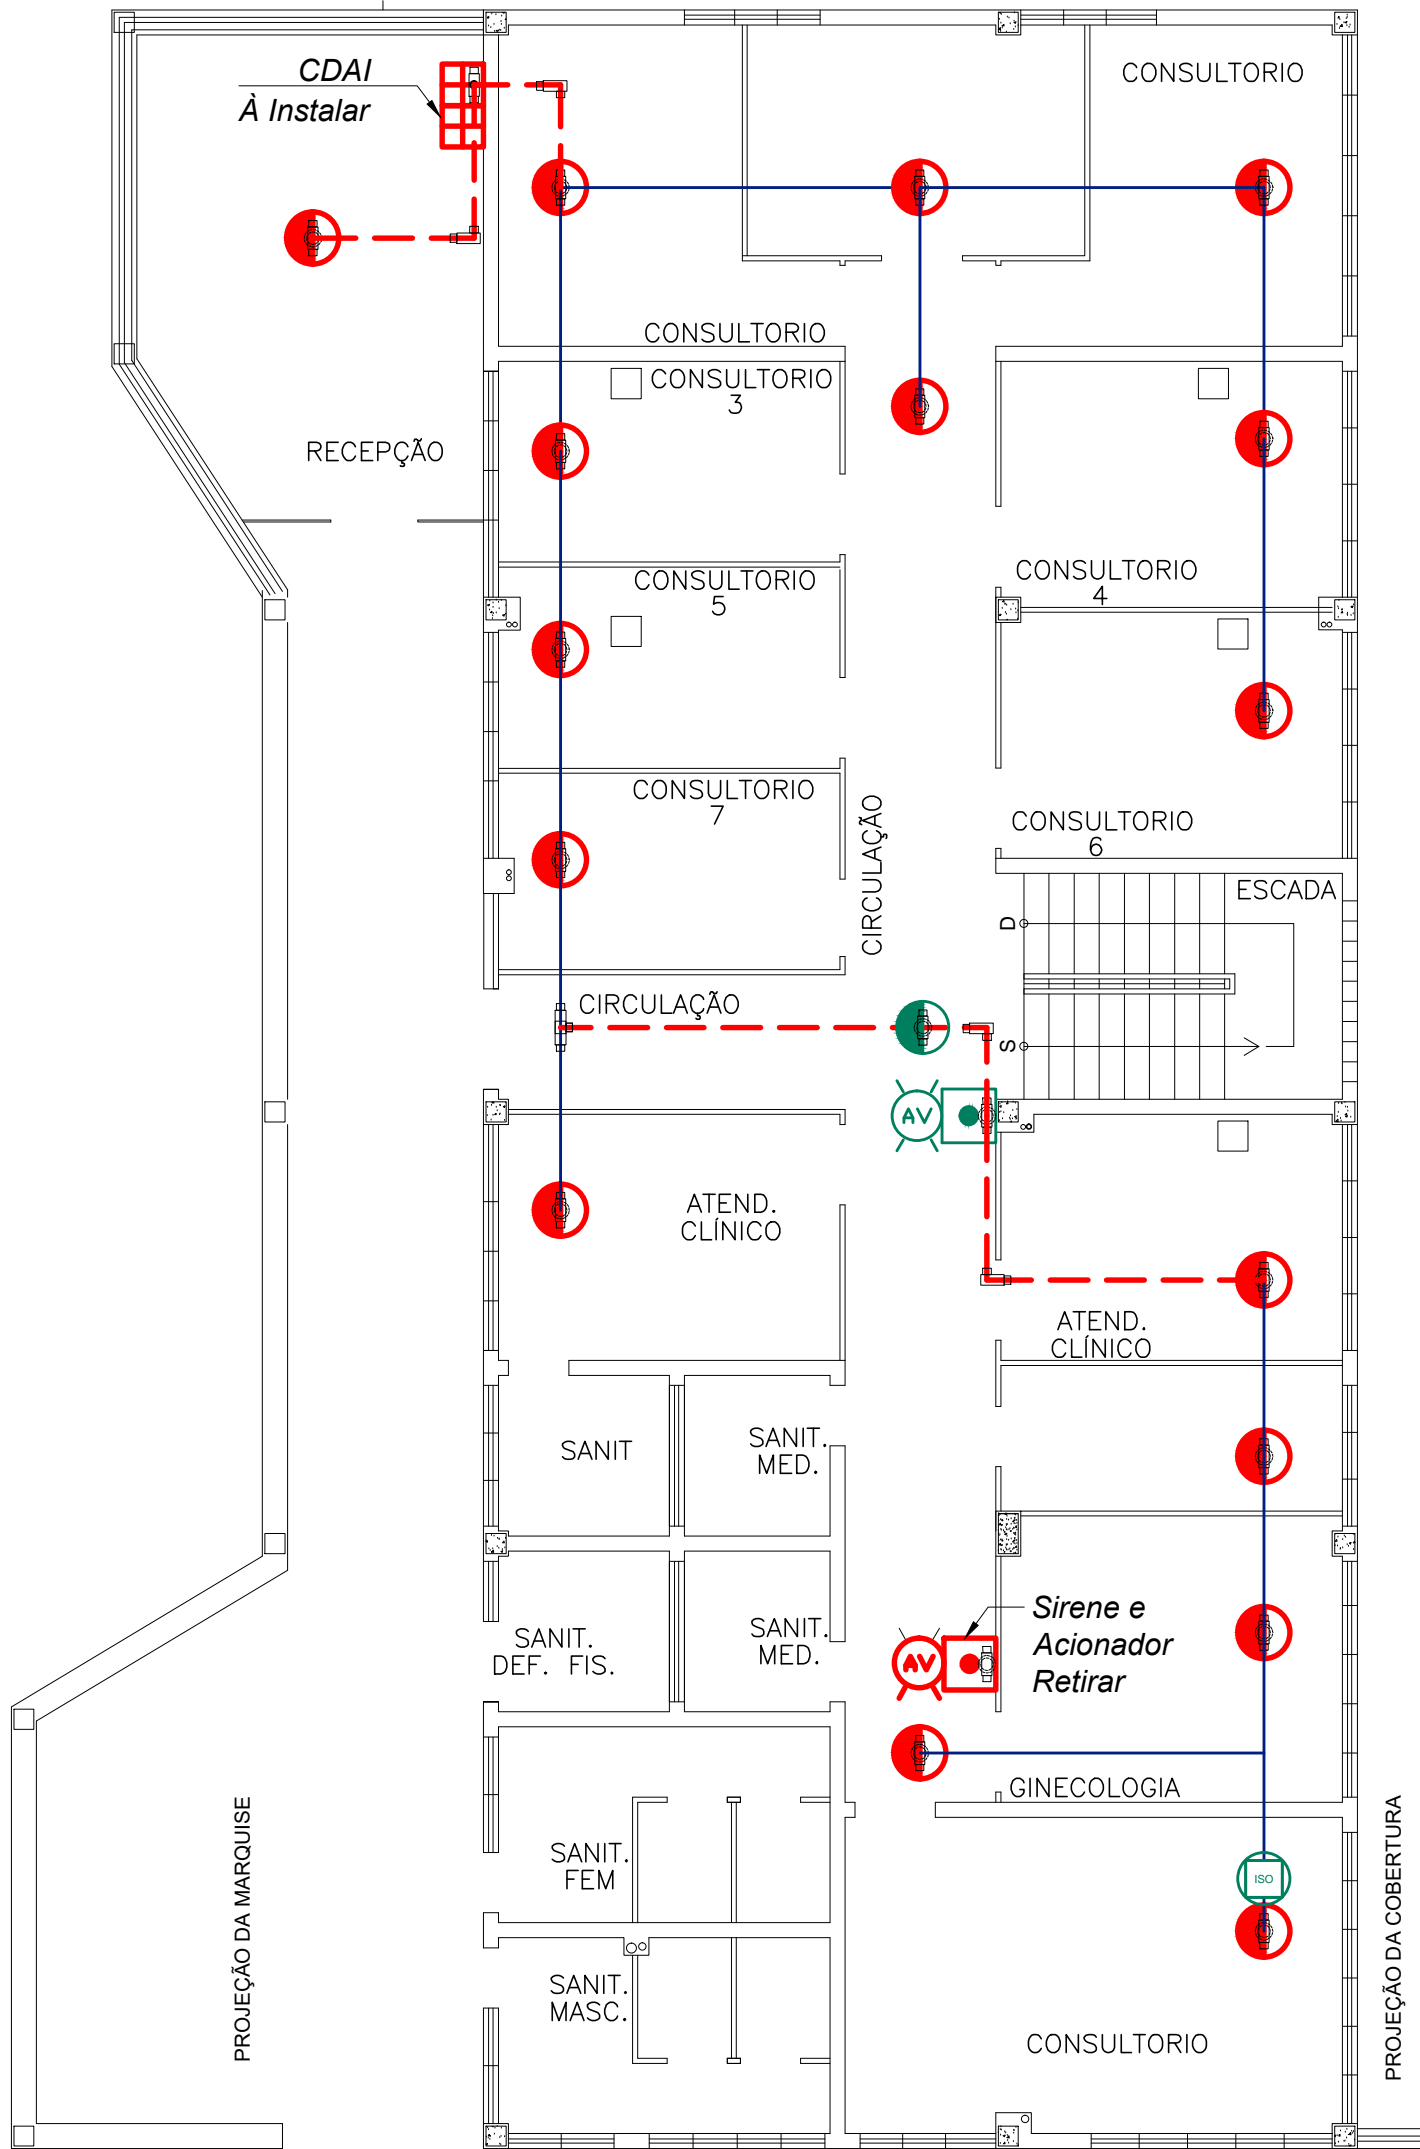 CDAI
À Instalar
CONSULTORIO
CONSULTORIO
CONSULTORIO
3
RECEPÇÃO
CONSULTORIO
5
CONSULTORIO
4
CONSULTORIO
7
CIRCULAÇÃO
CONSULTORIO
6
ESCADA
D
S
CIRCULAÇÃO
AV
ATEND.
CLÍNICO
ATEND.
CLÍNICO
SANIT
SANIT.
MED.
SANIT.
DEF. FIS.
SANIT.
MED.
AV
Sirene e
Acionador
Retirar
GINECOLOGIA
SANIT.
FEM
ISO
PROJEÇÃO DA MARQUISE
PROJEÇÃO DA COBERTURA
SANIT.
MASC.
CONSULTORIO